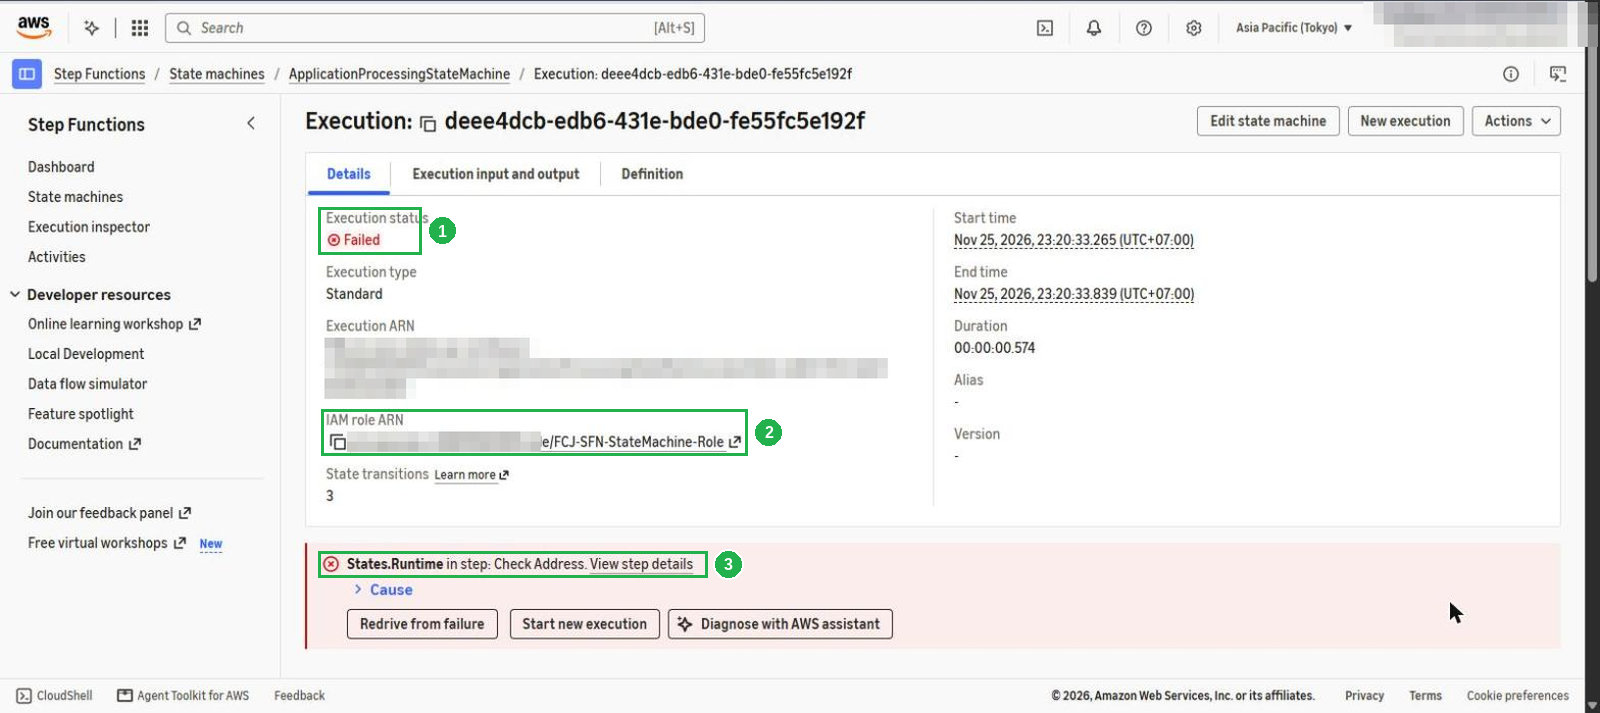 aws
Search [Alt+S]
Asia Pacific (Tokyo)
Step Functions / State machines / ApplicationProcessingStateMachine / Execution: deee4dcb-edb6-431e-bde0-fe55fc5e192f
Step Functions
Dashboard
State machines
Execution inspector
Activities
Developer resources
Online learning workshop
Local Development
Data flow simulator
Feature spotlight
Documentation
Join our feedback panel
Free virtual workshops New
Execution: deee4dcb-edb6-431e-bde0-fe55fc5e192f
Edit state machine
New execution
Actions
Details
Execution input and output
Definition
Execution status
Failed
1
Execution type
Standard
Execution ARN
IAM role ARN
e/FCJ-SFN-StateMachine-Role
2
State transitions Learn more
3
Start time
Nov 25, 2026, 23:20:33.265 (UTC+07:00)
End time
Nov 25, 2026, 23:20:33.839 (UTC+07:00)
Duration
00:00:00.574
Alias
-
Version
-
States.Runtime in step: Check Address. View step details
3
Cause
Redrive from failure
Start new execution
Diagnose with AWS assistant
CloudShell
Agent Toolkit for AWS
Feedback
© 2026, Amazon Web Services, Inc. or its affiliates.
Privacy
Terms
Cookie preferences